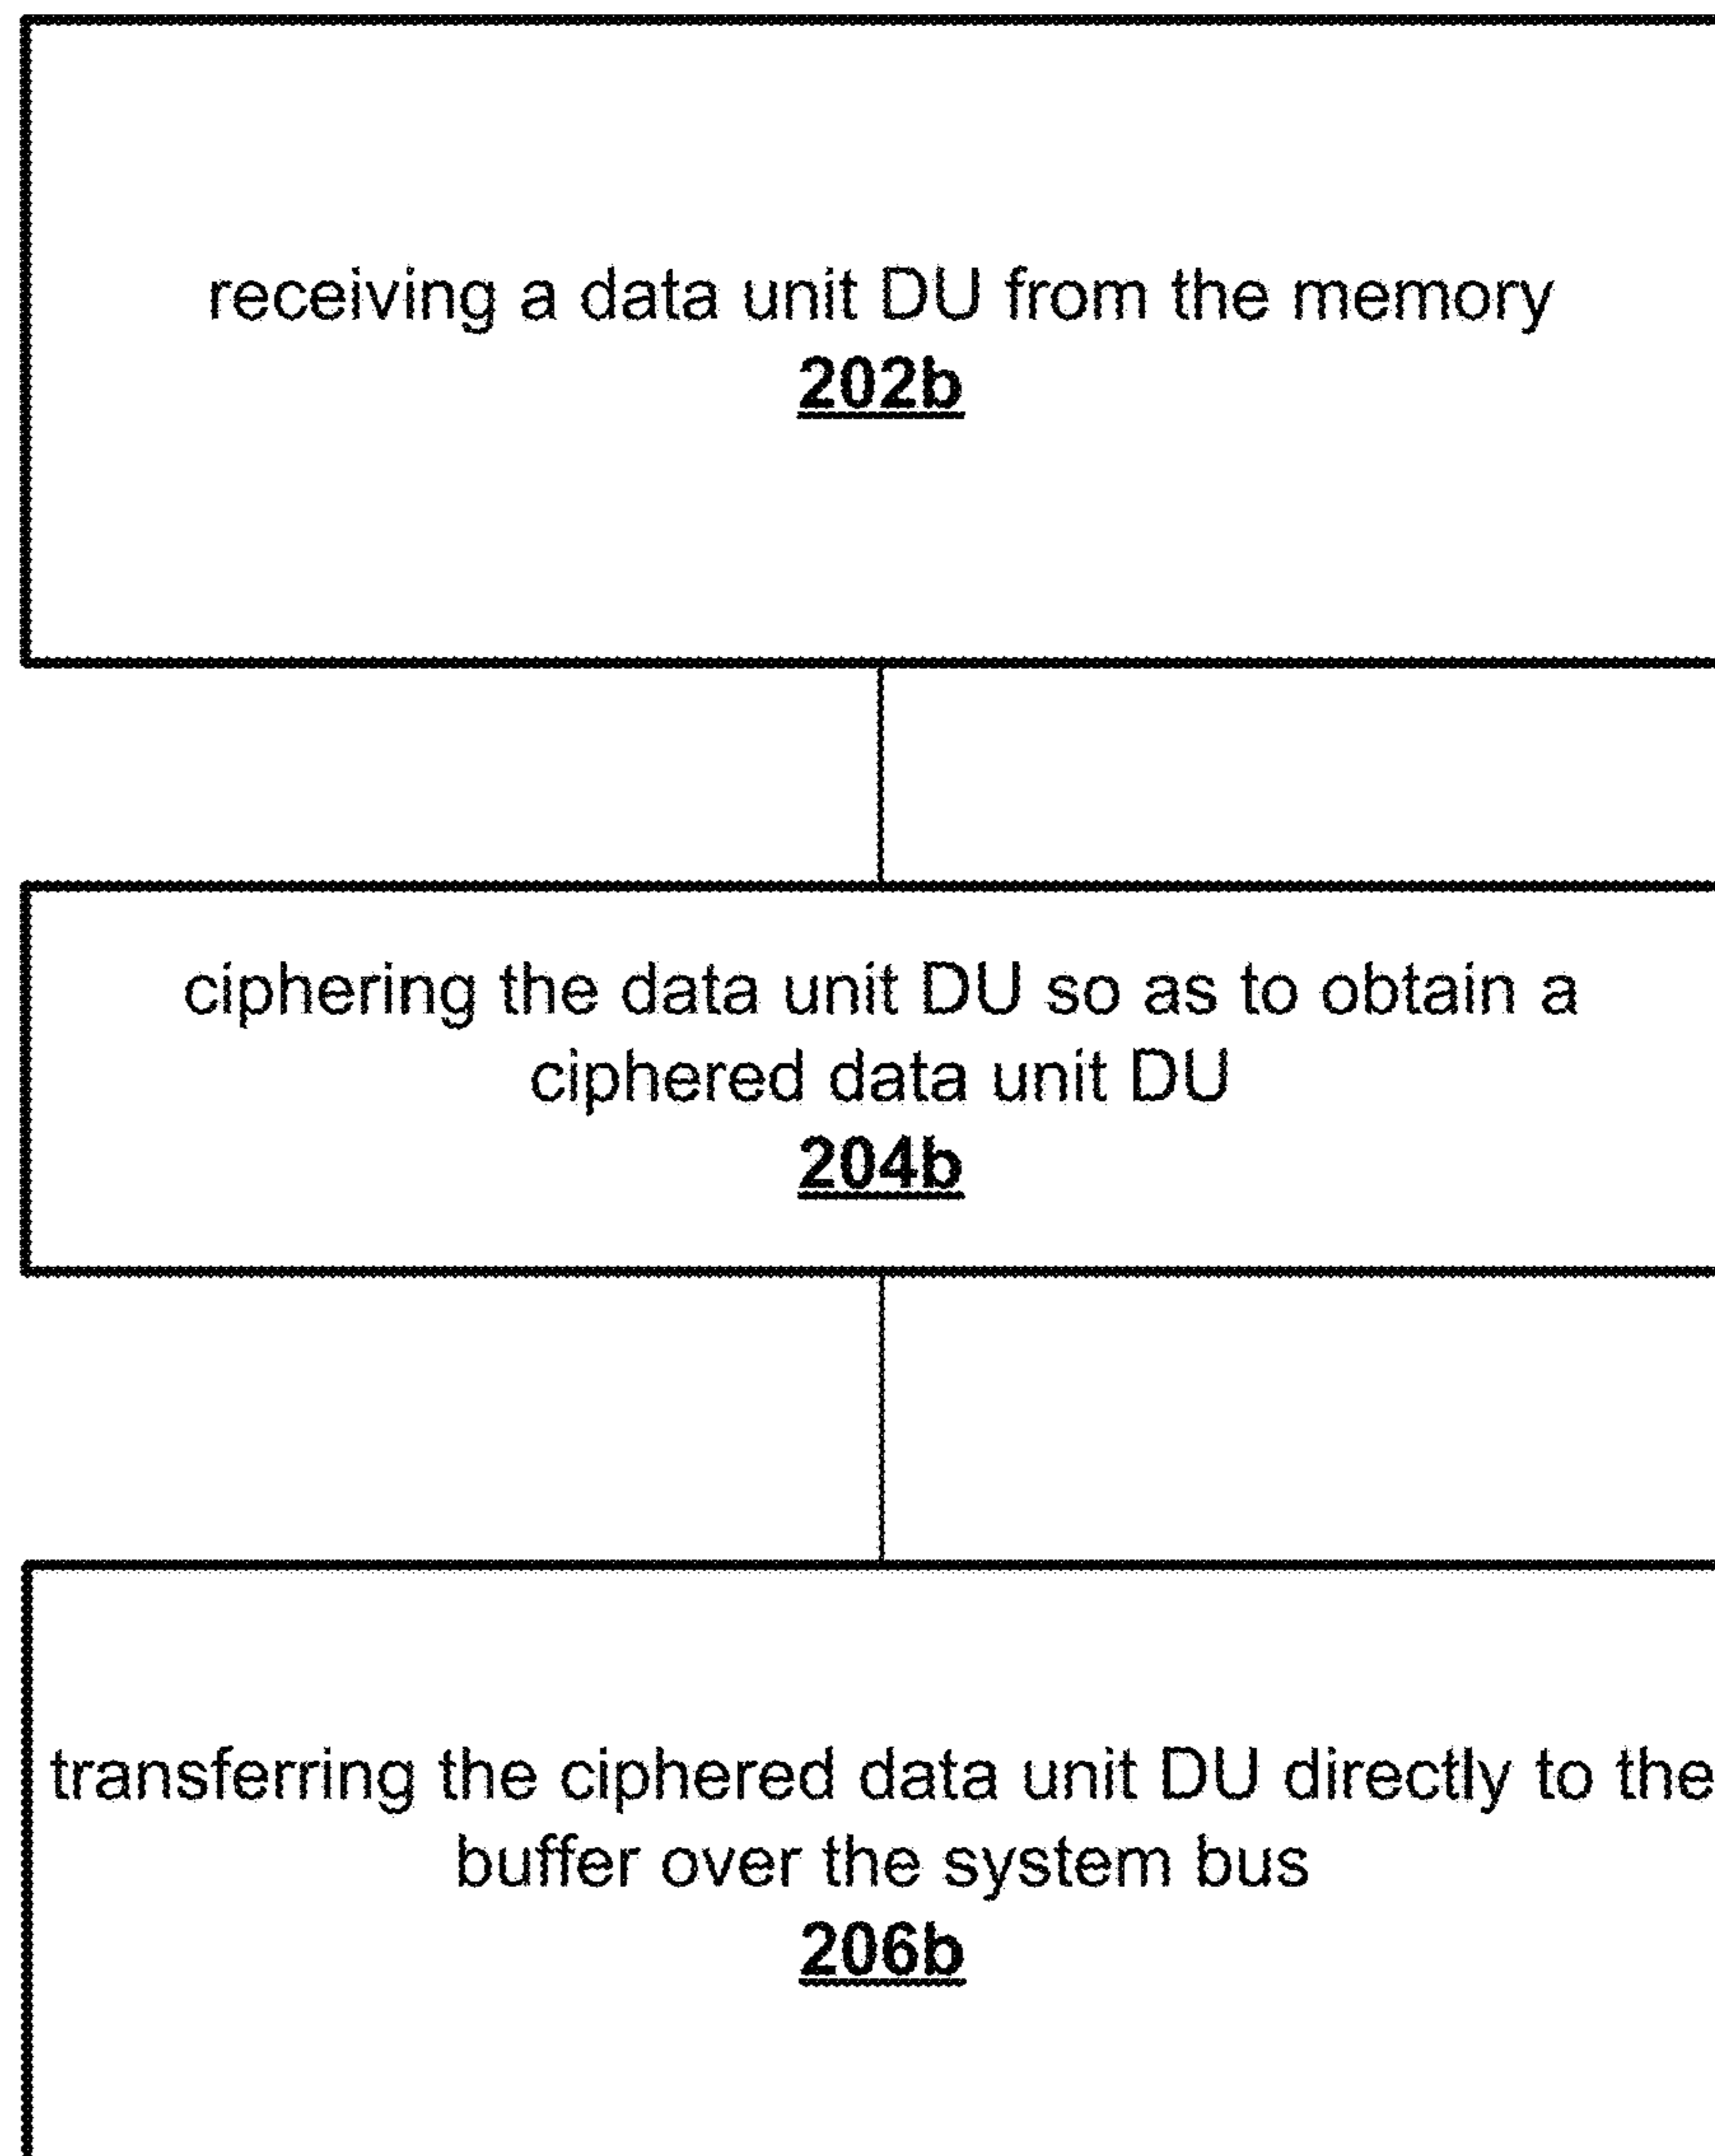 receiving a data unit DU from the memory
202b
ciphering the data unit DU so as to obtain a
ciphered data unit DU
204b
transferring the ciphered data unit DU directly to the
buffer over the system bus
206b